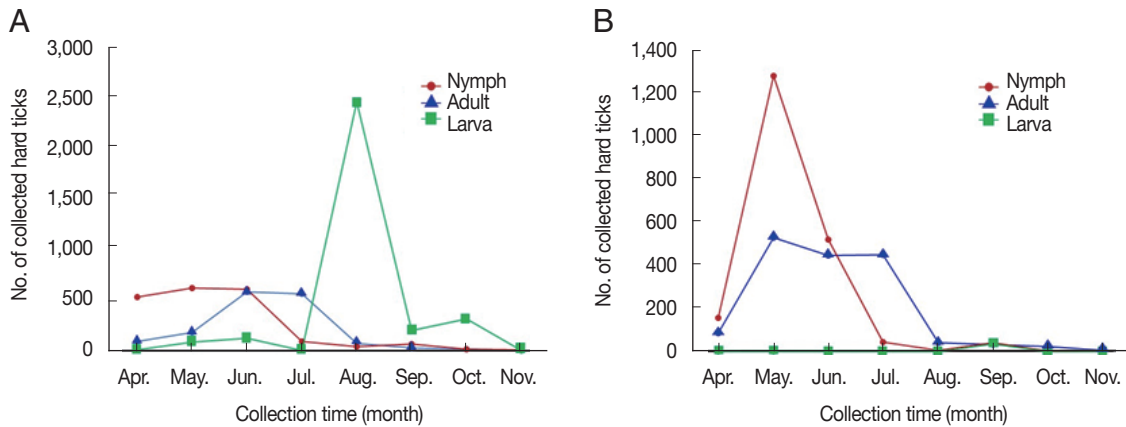 A
3,000
2,500
2,000
1,500
1,000
500
0
No. of collected hard ticks
Nymph
Adult
Larva
Apr. May. Jun. Jul. Aug. Sep. Oct. Nov.
Collection time (month)
B
1,400
1,200
1,000
800
600
400
200
0
No. of collected hard ticks
Nymph
Adult
Larva
Apr. May. Jun. Jul. Aug. Sep. Oct. Nov.
Collection time (month)